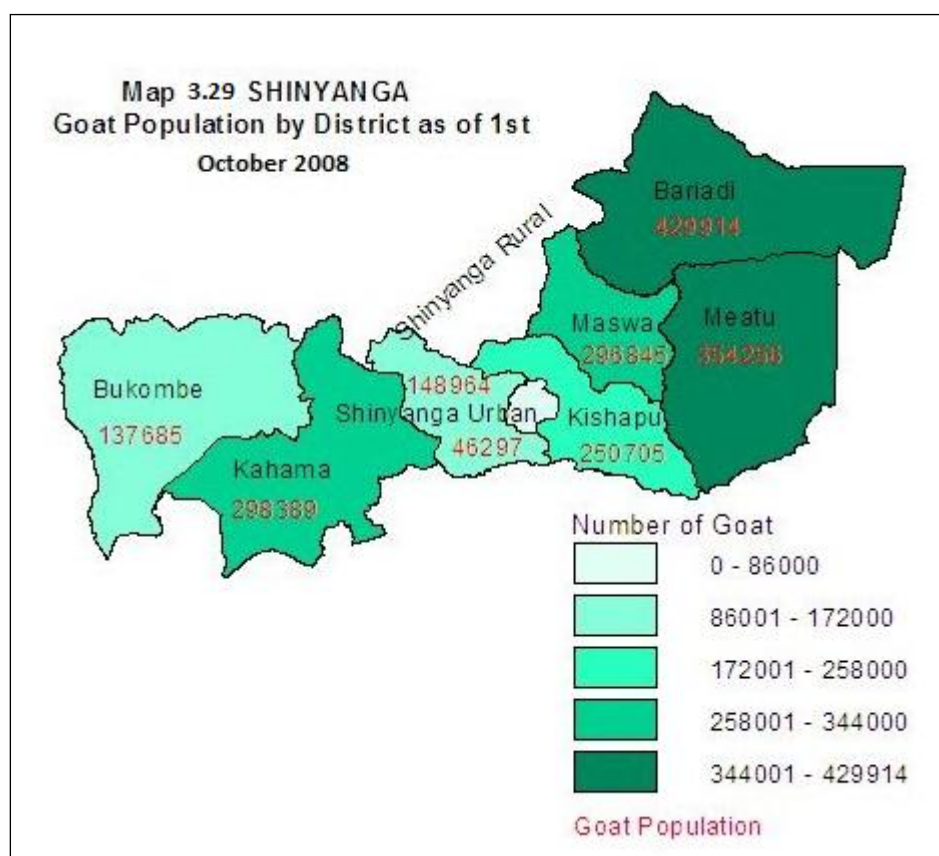 Map 3.29 SHINYANGA
Goat Population by District as of 1st
October 2008
Bariadi
429914
Shinyanga Rural
Maswa
296845
Meatu
354256
Bukombe
137685
148964
Shinyanga Urban
46297
Kishapu
250705
Kahama
298389
Number of Goat
0 - 86000
86001 - 172000
172001 - 258000
258001 - 344000
344001 - 429914
Goat Population